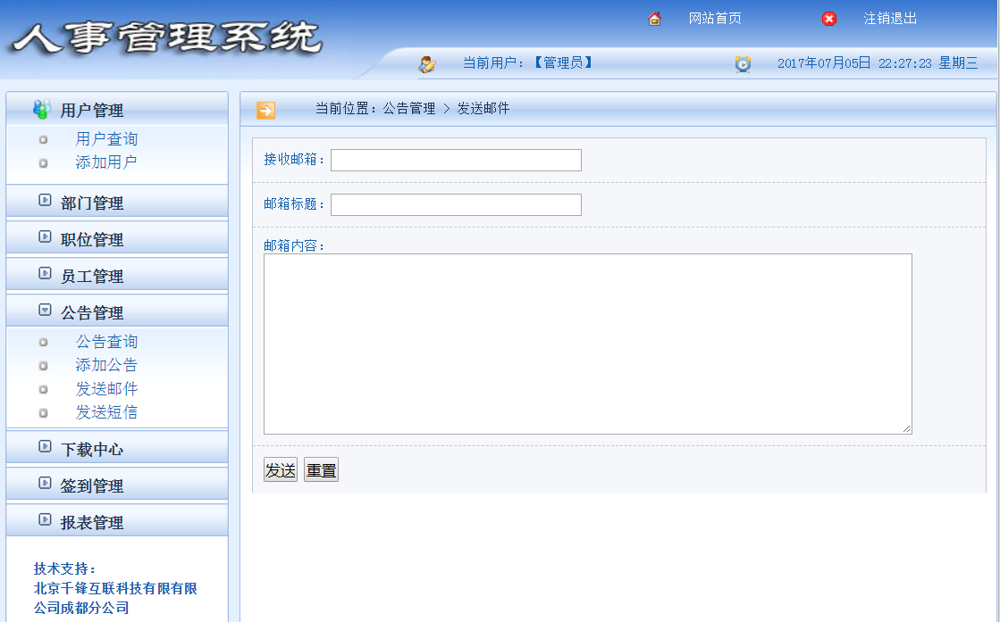 人事管理系统
网站首页
注销退出
当前用户：【管理员】
2017年07月05日 22:27:23 星期三
用户管理
用户查询
添加用户
部门管理
职位管理
员工管理
公告管理
公告查询
添加公告
发送邮件
发送短信
下载中心
签到管理
报表管理
技术支持：
北京千锋互联科技有限有限
公司成都分公司
当前位置：公告管理 > 发送邮件
接收邮箱：
邮箱标题：
邮箱内容：
发送 重置